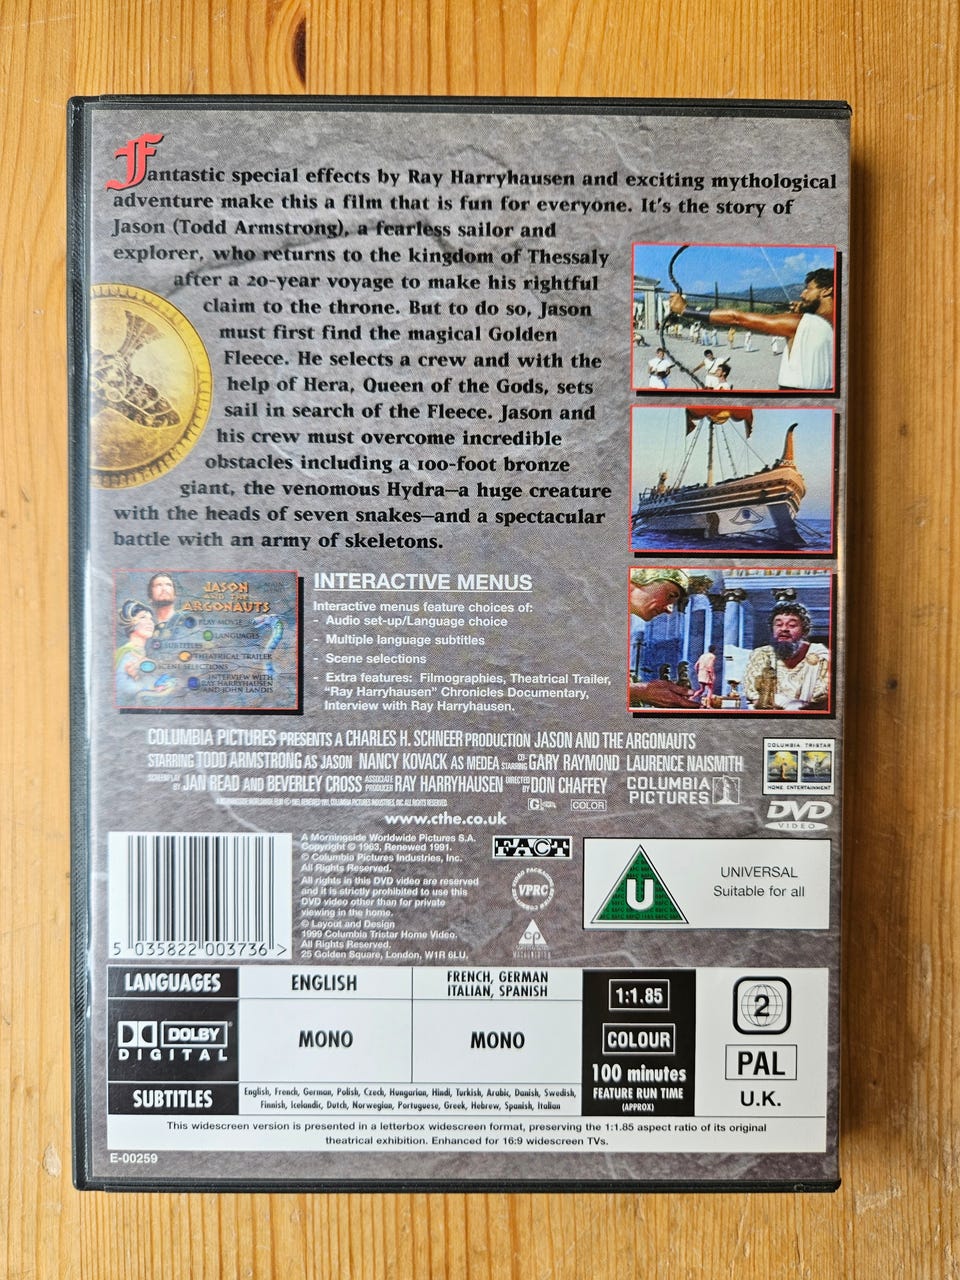 Fantastic special effects by Ray Harryhausen and exciting mythological
adventure make this a film that is fun for everyone. It's the story of
Jason (Todd Armstrong), a fearless sailor and
explorer, who returns to the kingdom of Thessaly
after a 20-year voyage to make his rightful
claim to the throne. But to do so, Jason
must first find the magical Golden
Fleece. He selects a crew and with the
help of Hera, Queen of the Gods, sets
sail in search of the Fleece. Jason and
his crew must overcome incredible
obstacles including a 100-foot bronze
giant, the venomous Hydra—a huge creature
with the heads of seven snakes—and a spectacular
battle with an army of skeletons.
JASON
AND THE
ARGONAUTS
MAIN
PLAY MOVIE
LANGUAGES
SUBTITLES
THEATRICAL TRAILER
SCENE SELECTIONS
INTERVIEW WITH
RAY HARRYHAUSEN
AND JOHN LANDIS
INTERACTIVE MENUS
Interactive menus feature choices of:
- Audio set-up/Language choice
- Multiple language subtitles
- Scene selections
- Extra features: Filmographies, Theatrical Trailer,
"Ray Harryhausen" Chronicles Documentary,
Interview with Ray Harryhausen.
COLUMBIA PICTURES PRESENTS A CHARLES H. SCHNEER PRODUCTION JASON AND THE ARGONAUTS
STARRING TODD ARMSTRONG AS JASON NANCY KOVACK AS MEDEA CO-STARRING GARY RAYMOND LAURENCE NAISMITH
SCREENPLAY BY JAN READ AND BEVERLEY CROSS ASSOCIATE PRODUCER RAY HARRYHAUSEN DIRECTED BY DON CHAFFEY
A MORNINGSIDE WORLDWIDE FILM © 1963, RENEWED 1991, COLUMBIA PICTURES INDUSTRIES, INC. ALL RIGHTS RESERVED.
G
COLOR
COLUMBIA
PICTURES
COLUMBIA TRISTAR
HOME ENTERTAINMENT
DVD
VIDEO
www.cthe.co.uk
5 035822 003736 >
A Morningside Worldwide Pictures S.A.
Copyright © 1963, Renewed 1991.
© Columbia Pictures Industries, Inc.
All Rights Reserved.
All rights in this DVD video are reserved
and it is strictly prohibited to use this
DVD video other than for private
viewing in the home.
© Layout and Design
1999 Columbia Tristar Home Video.
All Rights Reserved.
25 Golden Square, London, W1R 6LU.
FACT
VPRC
CP
MACROVISION
U
UNIVERSAL
Suitable for all
LANGUAGES
ENGLISH
FRENCH, GERMAN
ITALIAN, SPANISH
DOLBY
DIGITAL
MONO
MONO
SUBTITLES
English, French, German, Polish, Czech, Hungarian, Hindi, Turkish, Arabic, Danish, Swedish,
Finnish, Icelandic, Dutch, Norwegian, Portuguese, Greek, Hebrew, Spanish, Italian
1:1.85
COLOUR
100 minutes
FEATURE RUN TIME
(APPROX)
2
PAL
U.K.
This widescreen version is presented in a letterbox widescreen format, preserving the 1:1.85 aspect ratio of its original
theatrical exhibition. Enhanced for 16:9 widescreen TVs.
E-00259